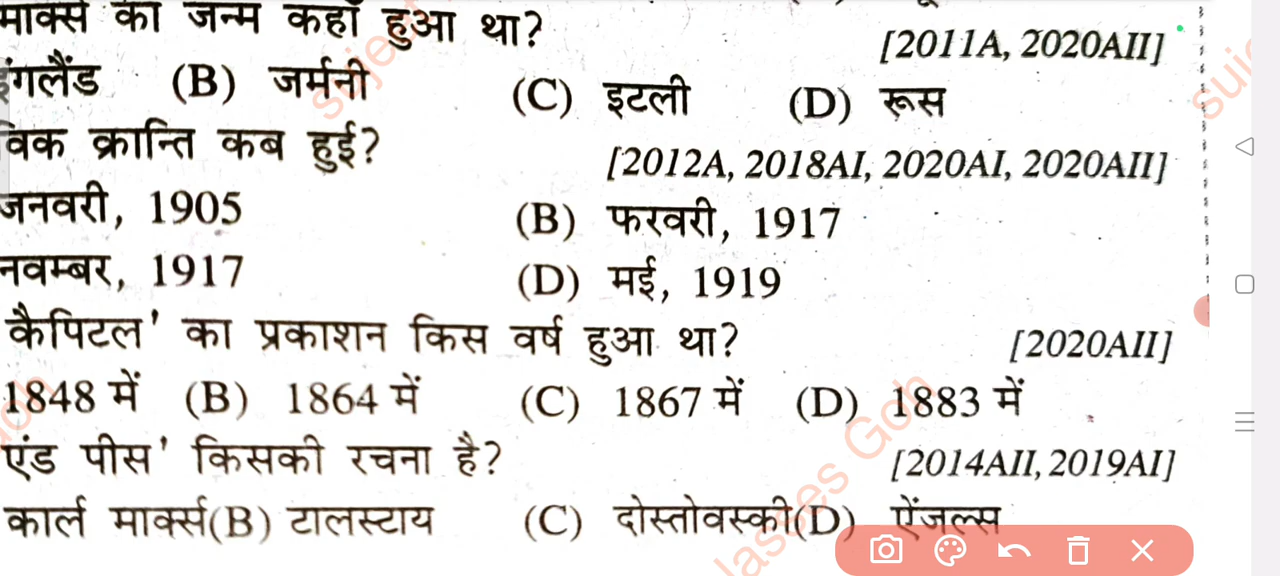 मार्क्स का जन्म कहाँ हुआ था?
[2011A, 2020AII]
इंगलैंड (B) जर्मनी (C) इटली (D) रूस
विक क्रान्ति कब हुई?
[2012A, 2018AI, 2020AI, 2020AII]
जनवरी, 1905 (B) फरवरी, 1917
नवम्बर, 1917 (D) मई, 1919
कैपिटल' का प्रकाशन किस वर्ष हुआ था? [2020AII]
1848 में (B) 1864 में (C) 1867 में (D) 1883 में
एंड पीस' किसकी रचना है? [2014AII, 2019AI]
कार्ल मार्क्स(B) टालस्टाय (C) दोस्तोवस्की(D) ऐंजल्स